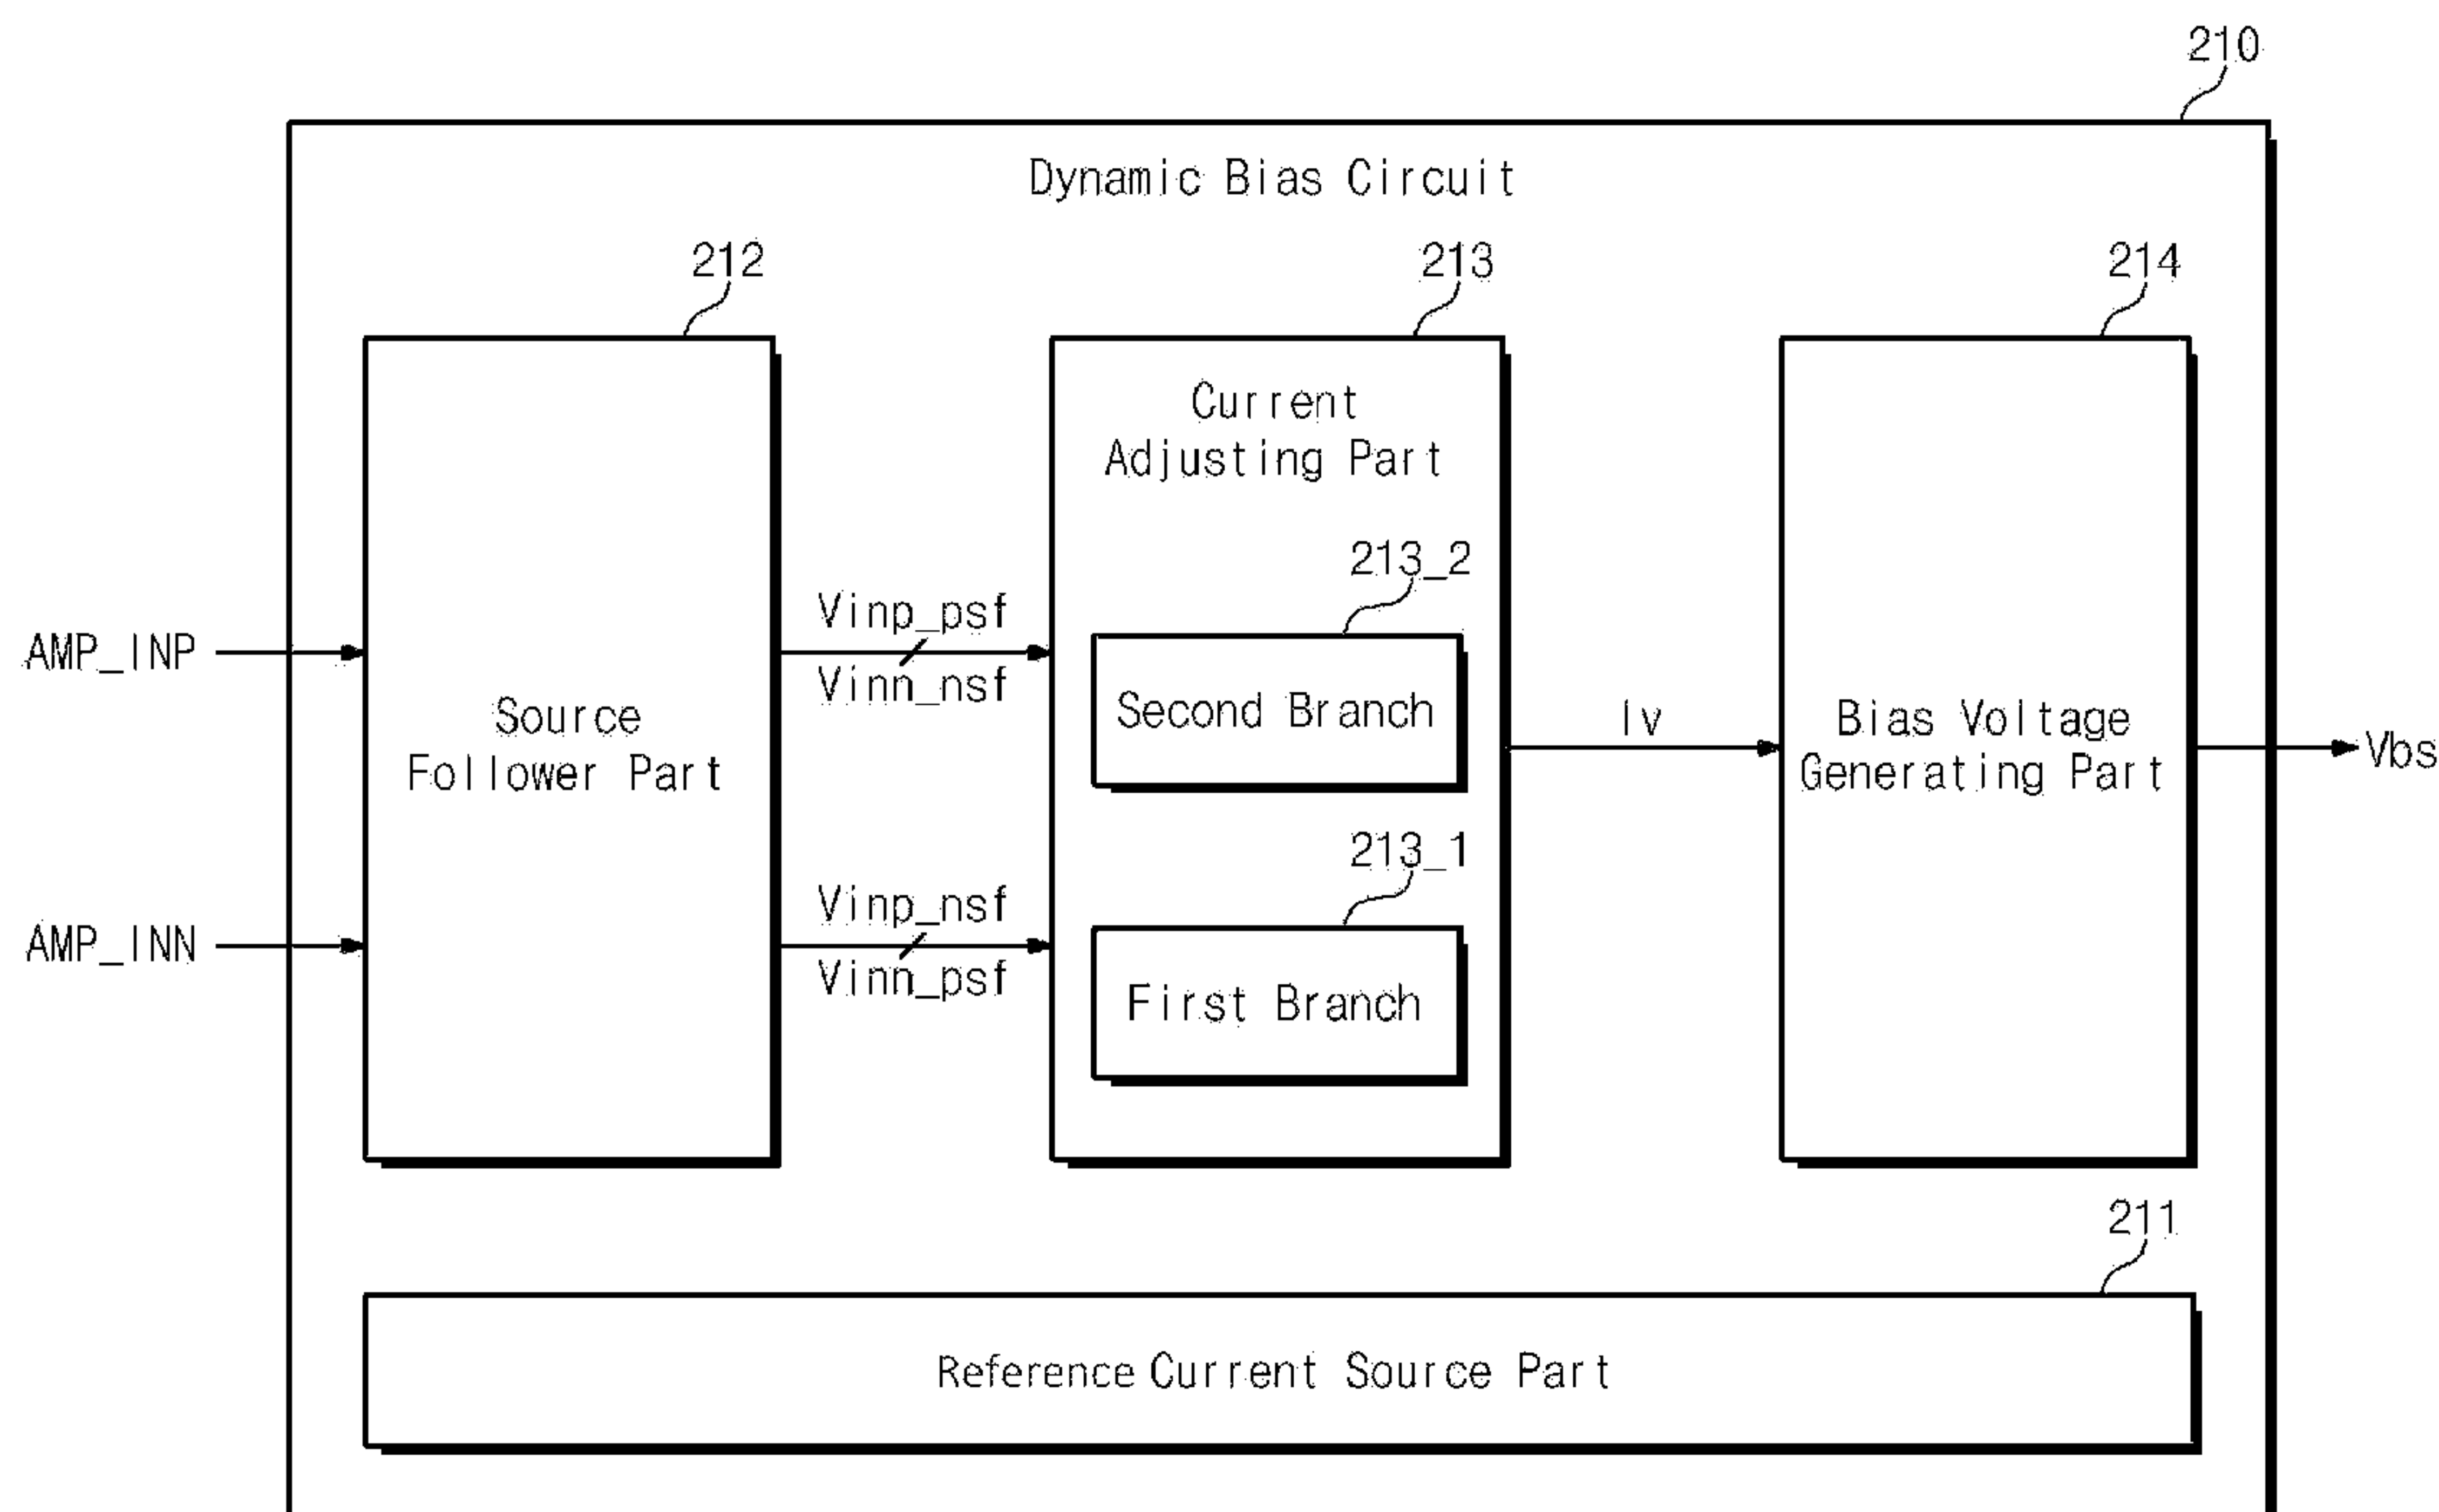 210
Dynamic Bias Circuit
212
213
214
Current
Adjusting Part
213_2
Vinp_psf
AMP_INP
Vinn_nsf
Second Branch
Source
Follower Part
Iv
Bias Voltage
Generating Part
Vbs
213_1
Vinp_nsf
AMP_INN
Vinn_psf
First Branch
211
Reference Current Source Part